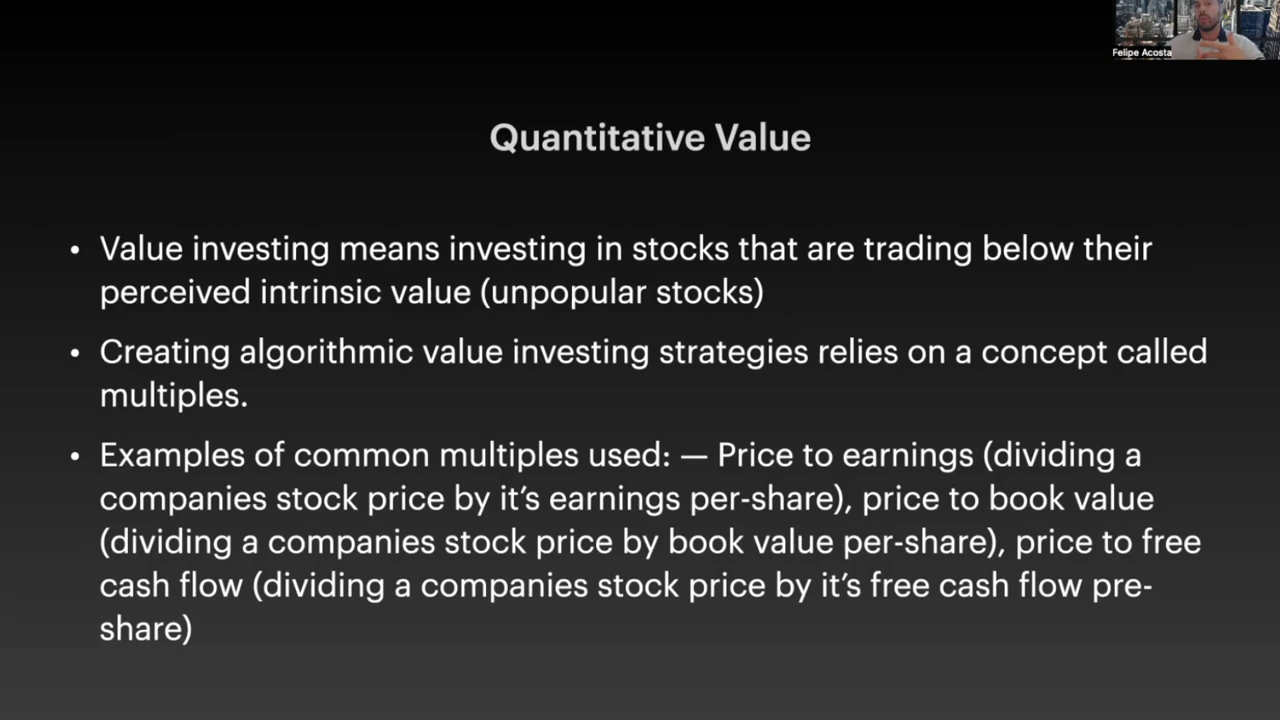 Felipe Acosta
Quantitative Value
• Value investing means investing in stocks that are trading below their
perceived intrinsic value (unpopular stocks)
• Creating algorithmic value investing strategies relies on a concept called
multiples.
• Examples of common multiples used: — Price to earnings (dividing a
companies stock price by it’s earnings per-share), price to book value
(dividing a companies stock price by book value per-share), price to free
cash flow (dividing a companies stock price by it’s free cash flow pre-
share)